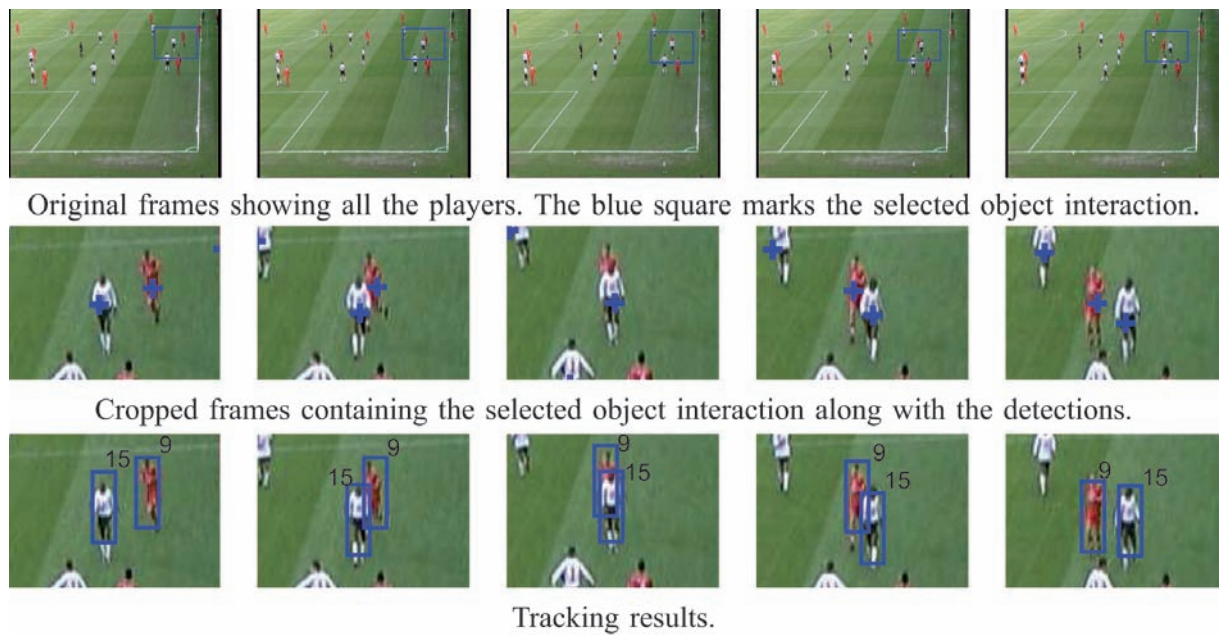 Original frames showing all the players. The blue square marks the selected object interaction.
Cropped frames containing the selected object interaction along with the detections.
15 9
15 9
9 15
9 15
9 15
Tracking results.